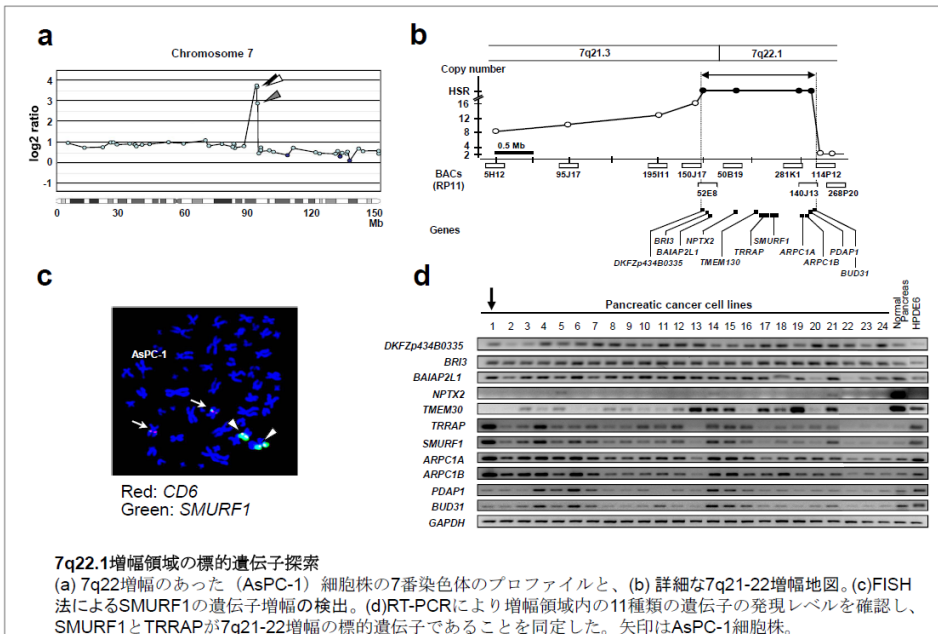 a
Chromosome 7
log2 ratio
4
3
2
1
0
-1
0 10 30 50 70 90 110 130 150
Mb
b
7q21.3 7q22.1
Copy number
HSR
16
12
8
4
2
0.5 Mb
BACs
(RP11)
5H12 95J17 195I11 150J17 50B19 281K1 114P12
52E8 140J13 268P20
Genes
BRI3 NPTX2 SMURF1 ARPC1A PDAP1
BAIAP2L1 TRRAP ARPC1B
DKFZp434B0335 TMEM130 BUD31
c
AsPC-1
Red: CD6
Green: SMURF1
d
Pancreatic cancer cell lines
Normal Pancreas
HPDE6
1 2 3 4 5 6 7 8 9 10 11 12 13 14 15 16 17 18 19 20 21 22 23 24
DKFZp434B0335
BRI3
BAIAP2L1
NPTX2
TMEM30
TRRAP
SMURF1
ARPC1A
ARPC1B
PDAP1
BUD31
GAPDH
7q22.1増幅領域の標的遺伝子探索
(a) 7q22増幅のあった（AsPC-1）細胞株の7番染色体のプロファイルと、(b) 詳細な7q21-22増幅地図。(c)FISH
法によるSMURF1の遺伝子増幅の検出。(d)RT-PCRにより増幅領域内の11種類の遺伝子の発現レベルを確認し、
SMURF1とTRRAPが7q21-22増幅の標的遺伝子であることを同定した。矢印はAsPC-1細胞株。